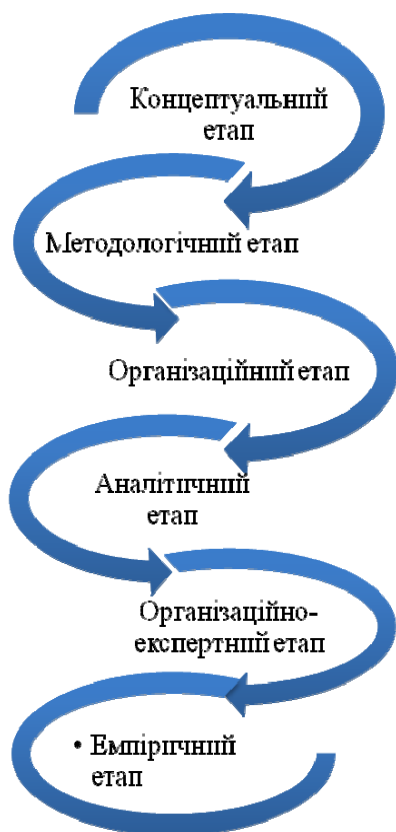 Концептуальний
етап
Методологічний етап
Організаційний етап
Аналітичний
етап
Організаційно-
експертний етап
• Емпіричний
етап